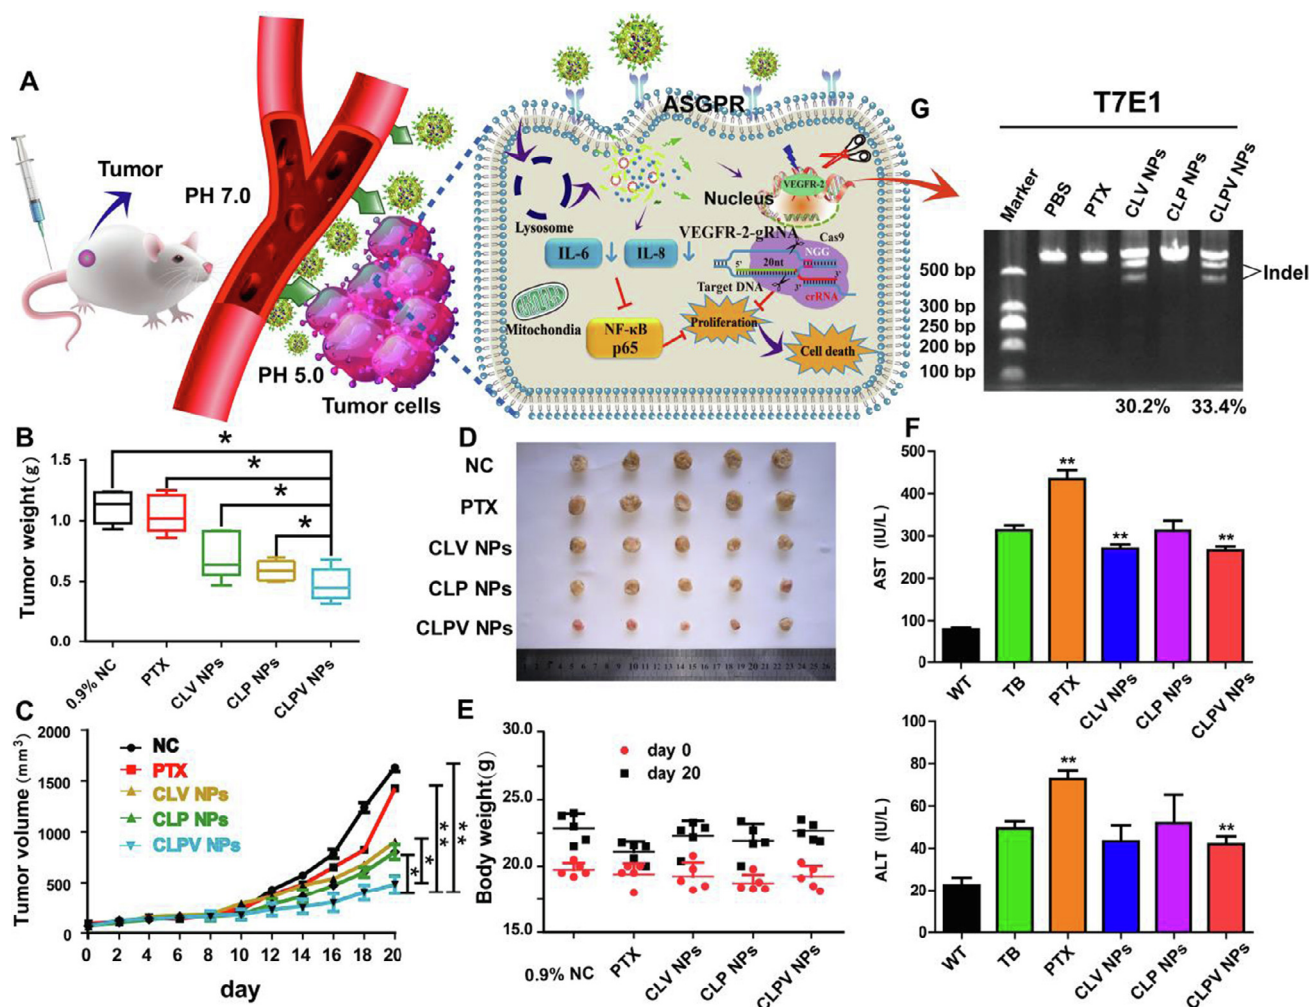 A
Tumor
PH 7.0
PH 5.0
Tumor cells
ASGPR
Lysosome
Nucleus
VEGFR-2
VEGFR-2-gRNA
Cas9
NGG
5'
20nt
3'
Target DNA
3'
crRNA
IL-6
IL-8
Mitochondia
NF-κB
p65
Proliferation
Cell death
G
T7E1
Marker
PBS
PTX
CLV NPs
CLP NPs
CLPV NPs
500 bp
300 bp
250 bp
200 bp
100 bp
Indel
30.2%
33.4%
B
Tumor weight(g)
1.5
1.0
0.5
0.0
*
*
*
*
0.9% NC
PTX
CLV NPs
CLP NPs
CLPV NPs
C
Tumor volume (mm³)
2000
1500
1000
500
0
NC
PTX
CLV NPs
CLP NPs
CLPV NPs
*
*
**
**
0 2 4 6 8 10 12 14 16 18 20
day
D
NC
PTX
CLV NPs
CLP NPs
CLPV NPs
E
Body weight(g)
30.0
25.0
20.0
15.0
day 0
day 20
0.9% NC
PTX
CLV NPs
CLP NPs
CLPV NPs
F
AST (IU/L)
500
400
300
200
100
0
**
**
**
WT
TB
PTX
CLV NPs
CLP NPs
CLPV NPs
ALT (IU/L)
100
80
60
40
20
0
**
**
WT
TB
PTX
CLV NPs
CLP NPs
CLPV NPs